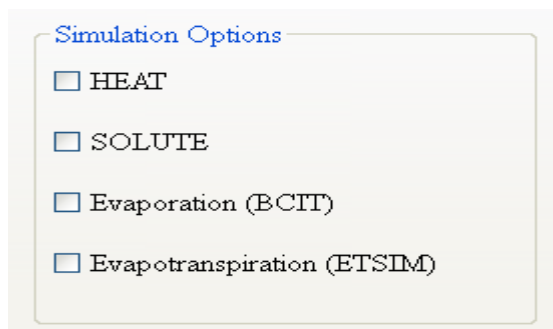 Simulation Options
HEAT
SOLUTE
Evaporation (BCIT)
Evapotranspiration (ETSIM)